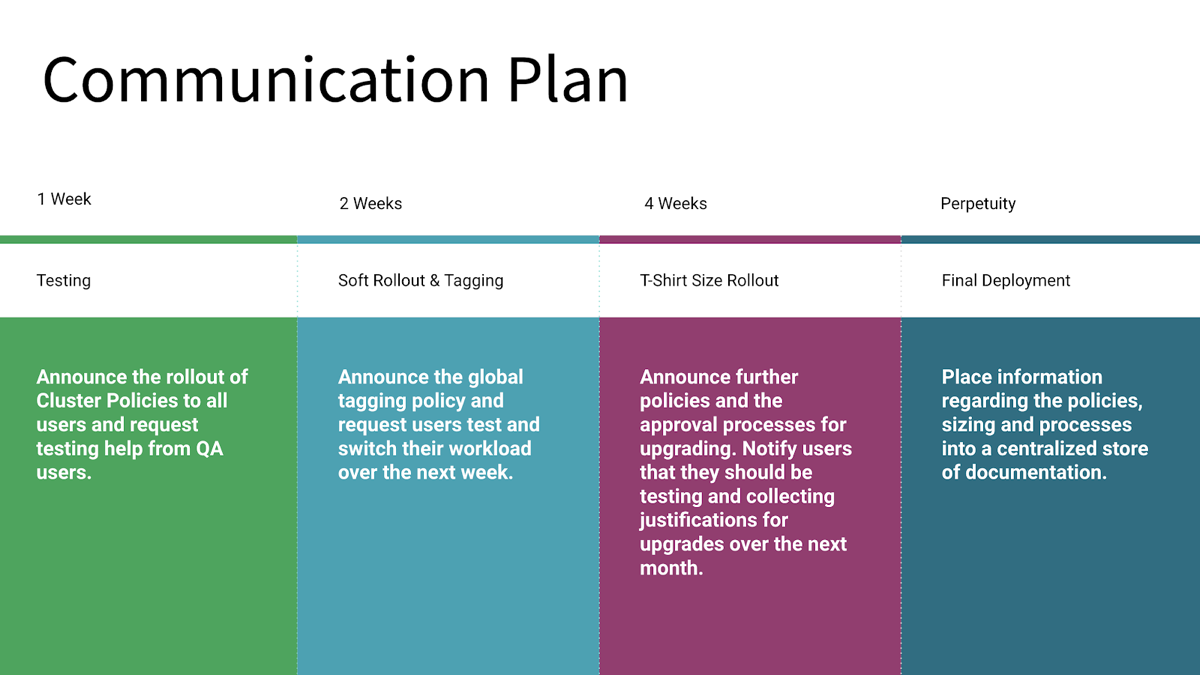 Communication Plan
1 Week
2 Weeks
4 Weeks
Perpetuity
Testing
Soft Rollout & Tagging
T-Shirt Size Rollout
Final Deployment
Announce the rollout of
Cluster Policies to all
users and request
testing help from QA
users.
Announce the global
tagging policy and
request users test and
switch their workload
over the next week.
Announce further
policies and the
approval processes for
upgrading. Notify users
that they should be
testing and collecting
justifications for
upgrades over the next
month.
Place information
regarding the policies,
sizing and processes
into a centralized store
of documentation.